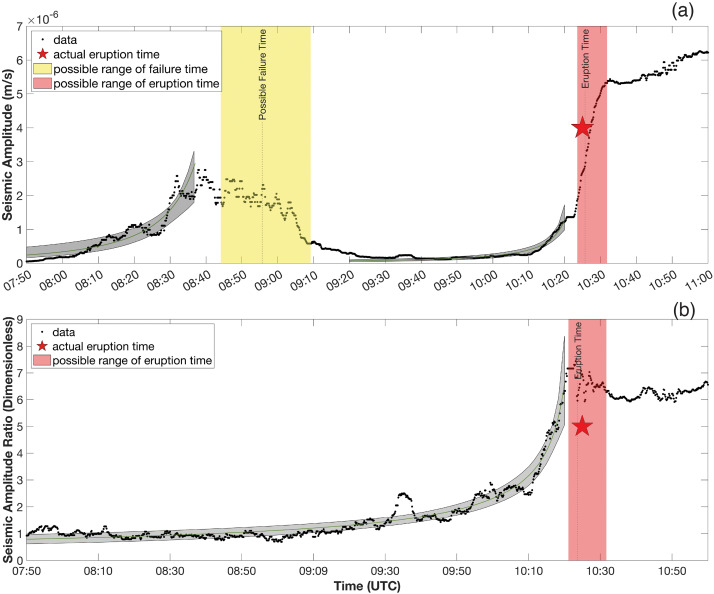 (a)
×10⁻⁶
7
6
5
4
3
2
1
0
Seismic Amplitude (m/s)
data
actual eruption time
possible range of failure time
possible range of eruption time
Possible Failure Time
Eruption Time
07:50 08:00 08:10 08:20 08:30 08:40 08:50 09:00 09:10 09:20 09:30 09:40 09:50 10:00 10:10 10:20 10:30 10:40 10:50 11:00
(b)
10
9
8
7
6
5
4
3
2
1
0
Seismic Amplitude Ratio (Dimensionless)
data
actual eruption time
possible range of eruption time
Eruption Time
07:50 08:10 08:30 08:50 09:09 09:30 09:50 10:10 10:30 10:50
Time (UTC)